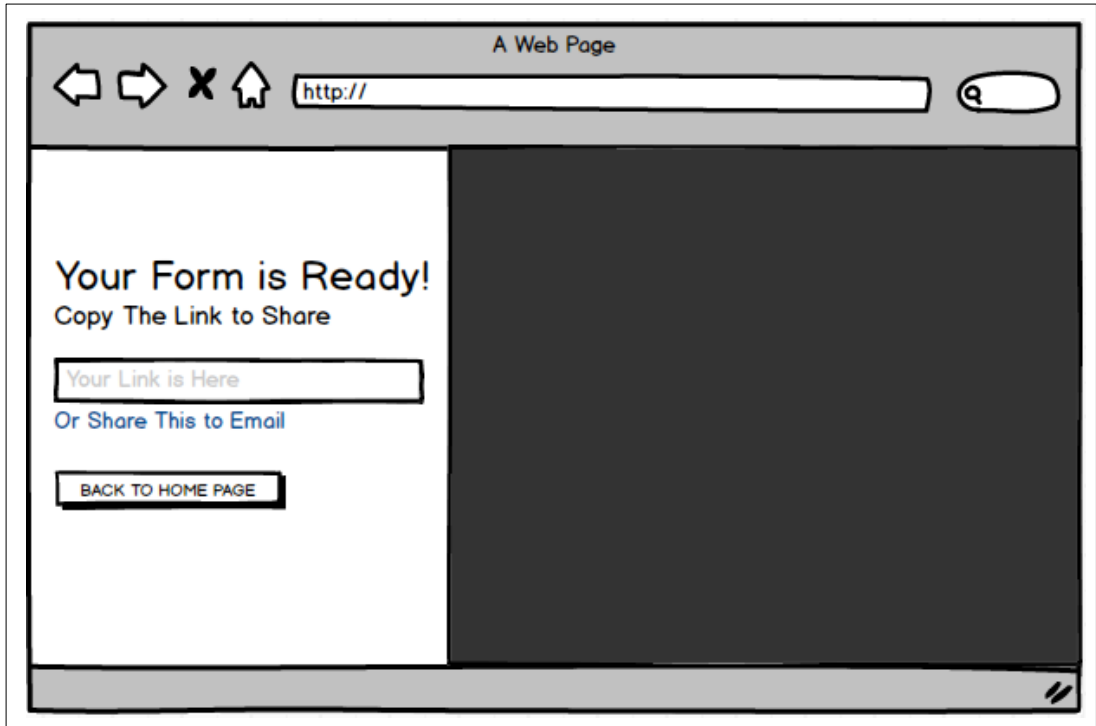 A Web Page
http://
Your Form is Ready!
Copy The Link to Share
Your Link is Here
Or Share This to Email
BACK TO HOME PAGE